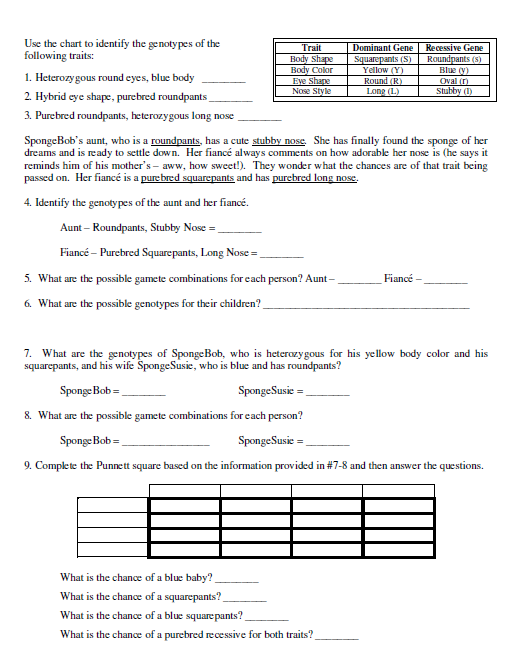 Use the chart to identify the genotypes of the
following traits:
Trait Dominant Gene Recessive Gene
Body Shape Squarepants (S) Roundpants (s)
Body Color Yellow (Y) Blue (y)
Eye Shape Round (R) Oval (r)
Nose Style Long (L) Stubby (l)
1. Heterozygous round eyes, blue body ________
2. Hybrid eye shape, purebred roundpants ________
3. Purebred roundpants, heterozygous long nose ________
SpongeBob's aunt, who is a roundpants, has a cute stubby nose. She has finally found the sponge of her
dreams and is ready to settle down. Her fiancé always comments on how adorable her nose is (he says it
reminds him of his mother's – aww, how sweet!). They wonder what the chances are of that trait being
passed on. Her fiancé is a purebred squarepants and has purebred long nose.
4. Identify the genotypes of the aunt and her fiancé.
Aunt – Roundpants, Stubby Nose = ________
Fiancé – Purebred Squarepants, Long Nose = ________
5. What are the possible gamete combinations for each person? Aunt – ________ Fiancé – ________
6. What are the possible genotypes for their children? ________________________________________
7. What are the genotypes of SpongeBob, who is heterozygous for his yellow body color and his
squarepants, and his wife SpongeSusie, who is blue and has roundpants?
SpongeBob = ________ SpongeSusie = ________
8. What are the possible gamete combinations for each person?
SpongeBob = ________________ SpongeSusie = ________
9. Complete the Punnett square based on the information provided in #7-8 and then answer the questions.
What is the chance of a blue baby? ________
What is the chance of a squarepants? ________
What is the chance of a blue squarepants? ________
What is the chance of a purebred recessive for both traits? ________